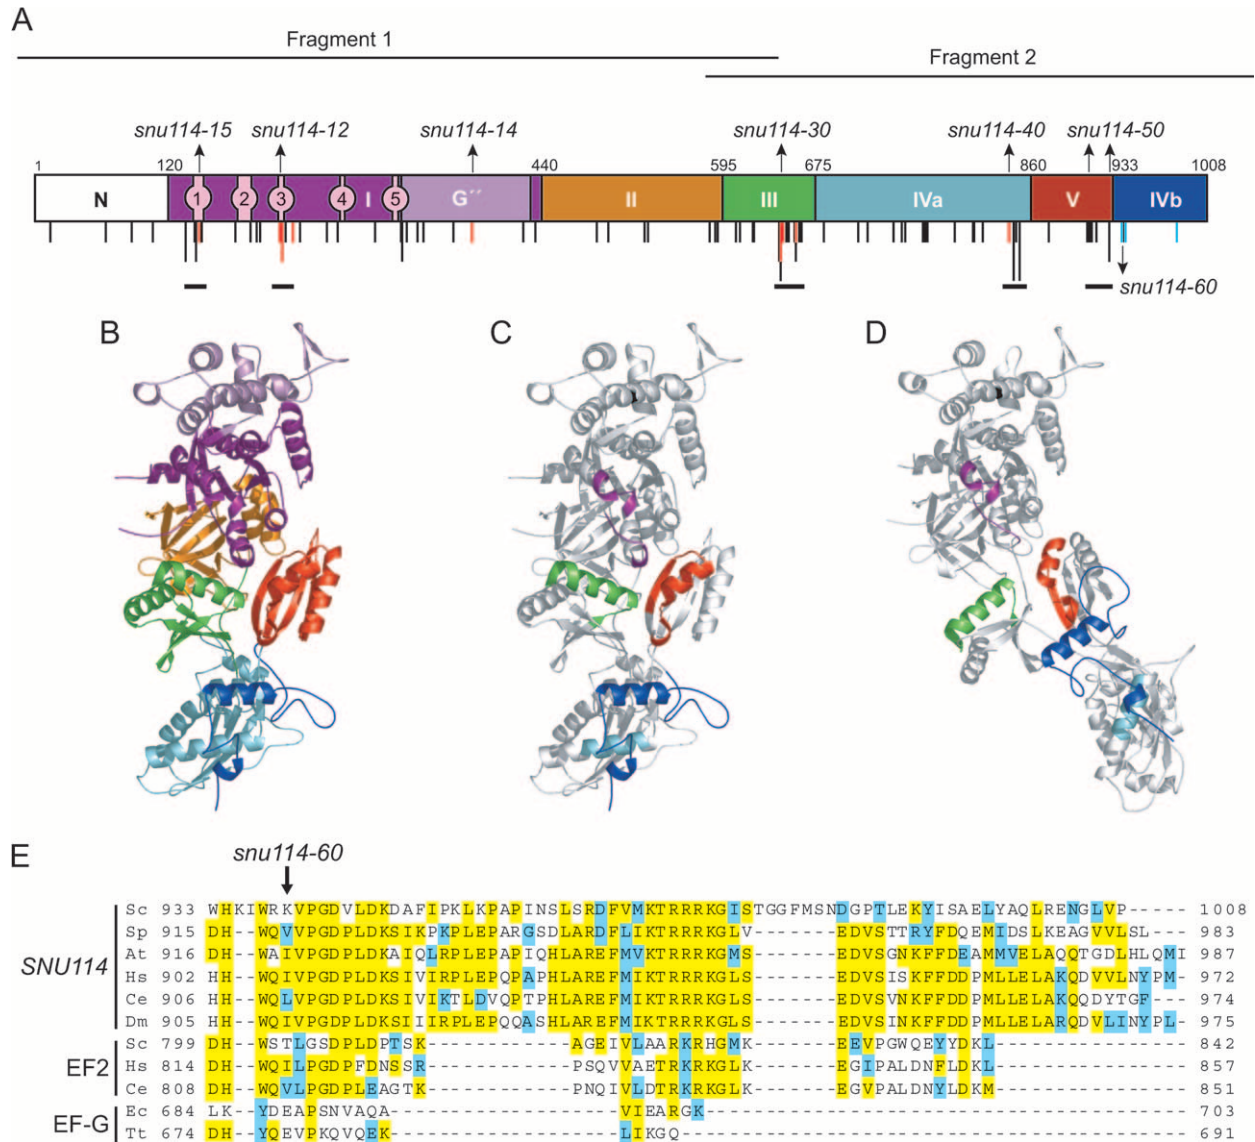 A
Fragment 1
Fragment 2
snu114-15 snu114-12 snu114-14 snu114-30 snu114-40 snu114-50
1 120 440 595 675 860 933 1008
N 1 2 3 4 I 5 G´´ II III IVa V IVb
snu114-60
B C D
E
snu114-60
Sc 933 WHKIWRKVPGDVLDKDAFIPKLKPAPINSLSRDFVMKTRRRKGISTGGFMSNDGPTLEKYISAELYAQLRENGLVP----- 1008
Sp 915 DH--WQVVPGDPLDKSIKPKPLEPARGSDLARDFLIKTRRRKGLV-------EDVSTTRYFDQEMIDSLKEAGVVLSL--- 983
At 916 DH--WAIVPGDPLDKAIQLRPLEPAPIQHLAREFMVKTRRRKGMS-------EDVSGNKFFDEAMMVELAQQTGDLHLQMI 987
Hs 902 HH--WQIVPGDPLDKSIVIRPLEPQPAPHLAREFMIKTRRRKGLS-------EDVSISKFFDDPMLLELAKQDVVLNYPM- 972
Ce 906 HH--WQLVPGDPLDKSIVIKTLDVQPTPHLAREFMIKTRRRKGLS-------EDVSVNKFFDDPMLLELAKQQDYTGF--- 974
Dm 905 HH--WQIVPGDPLDKSIIIRPLEPQQASHLAREFMIKTRRRKGLS-------EDVSINKFFDDPMLLELARQDVLINYPL- 975
Sc 799 DH--WSTLGSDPLDPTSK------------AGEIVLAARKRHGMK-------EEVPGWQEYYDKL---------------- 842
Hs 814 DH--WQILPGDPFDNSSR------------PSQVVAETRKRKGLK-------EGIPALDNFLDKL---------------- 857
Ce 808 DH--WQVLPGDPLEAGTK------------PNQIVLDTRKRKGLK-------EGVPALDNYLDKM---------------- 851
Ec 684 LK--YDEAPSNVAQA-------------------VIEARGK---------------------------------------- 703
Tt 674 DH--YQEVPKQVQEK-------------------LIKGQ------------------------------------------ 691
SNU114
EF2
EF-G